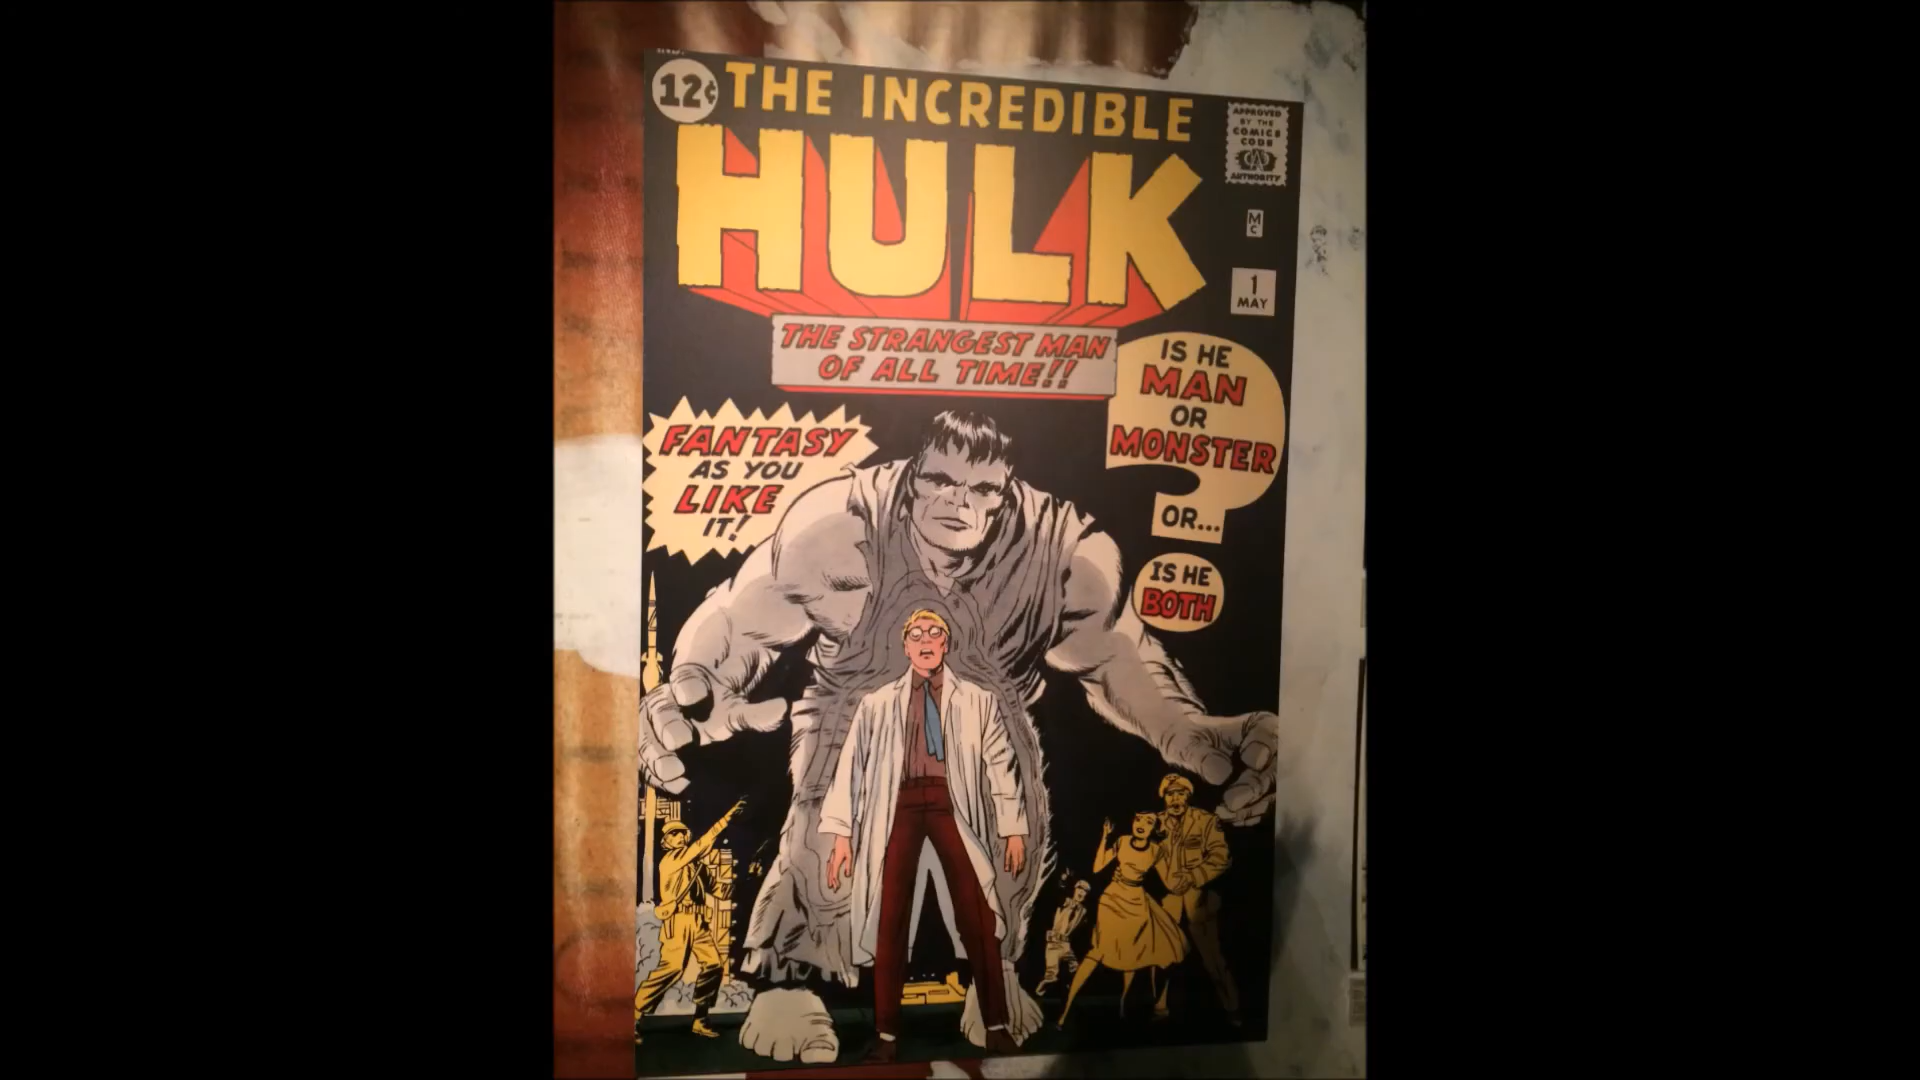 12¢
THE INCREDIBLE
HULK
APPROVED
BY THE
COMICS
CODE
AUTHORITY
M
C
1
MAY
THE STRANGEST MAN
OF ALL TIME!!
IS HE
MAN
OR
MONSTER
?
OR...
IS HE
BOTH
FANTASY
AS YOU
LIKE
IT!